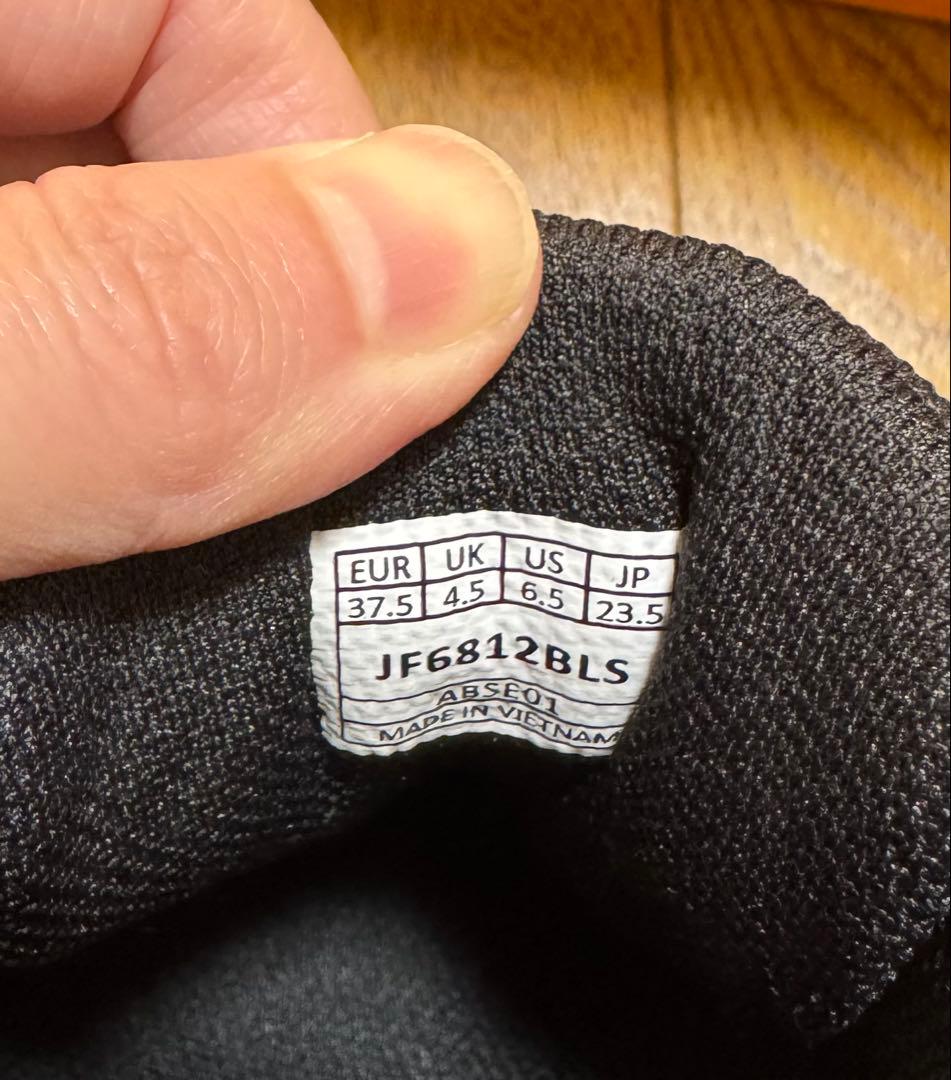 EUR UK US JP
37.5 4.5 6.5 23.5
JF6812BLS
ABSE01
MADE IN VIETNAM